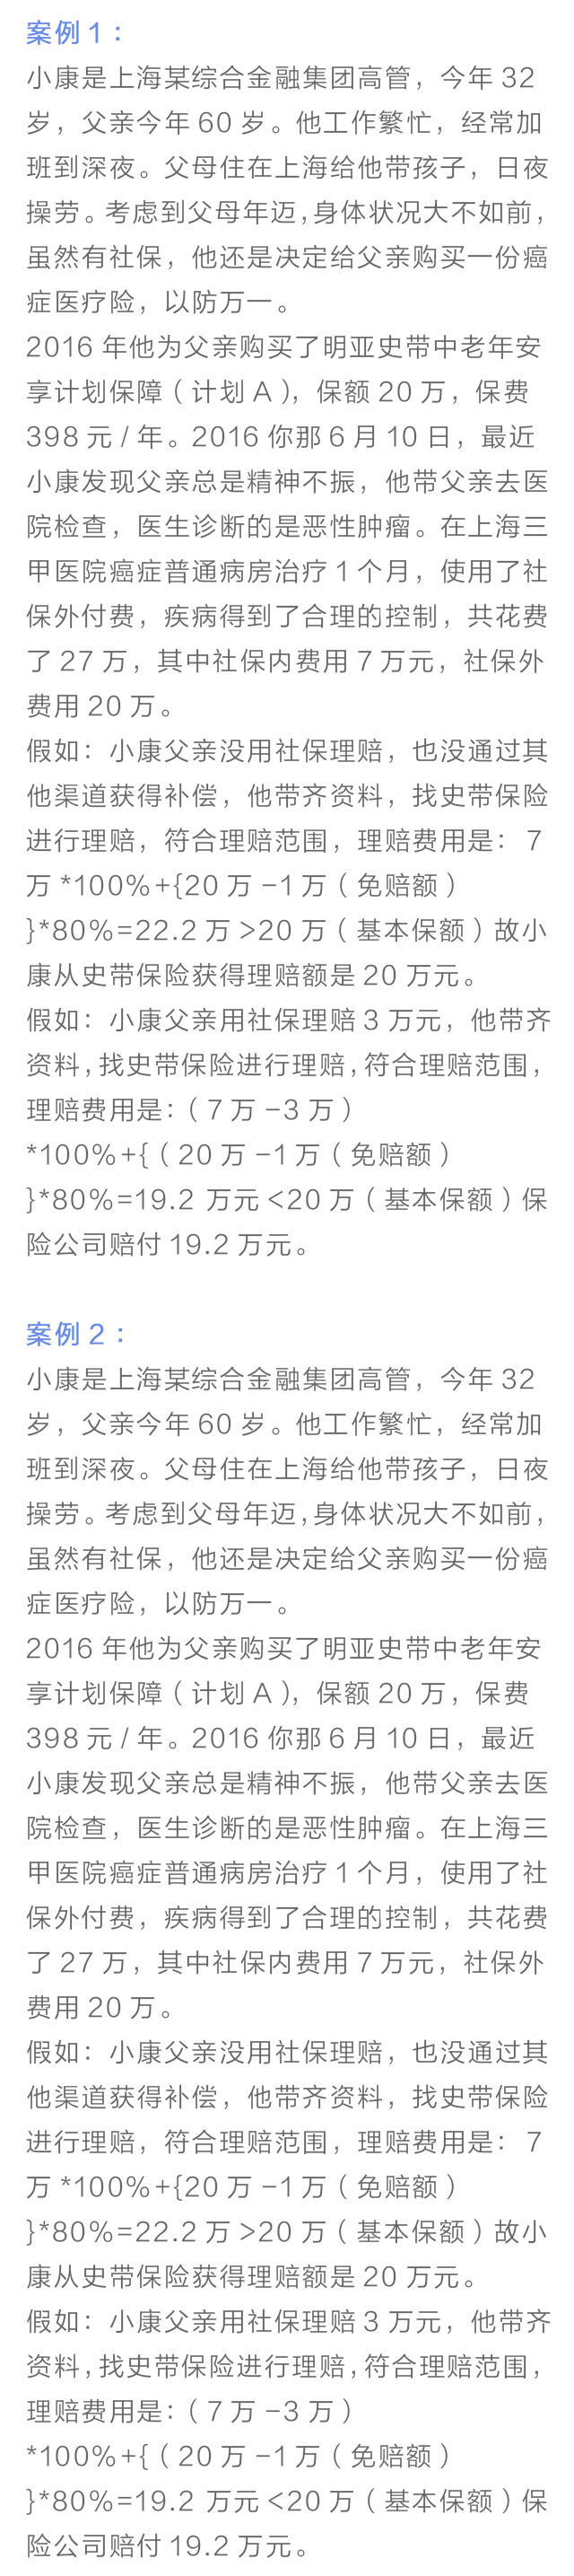 案例 1：
小康是上海某综合金融集团高管，今年 32
岁，父亲今年 60 岁。他工作繁忙，经常加
班到深夜。父母住在上海给他带孩子，日夜
操劳。考虑到父母年迈，身体状况大不如前，
虽然有社保，他还是决定给父亲购买一份癌
症医疗险，以防万一。
2016 年他为父亲购买了明亚史带中老年安
享计划保障（计划 A），保额 20 万，保费
398 元 / 年。2016 你那 6 月 10 日，最近
小康发现父亲总是精神不振，他带父亲去医
院检查，医生诊断的是恶性肿瘤。在上海三
甲医院癌症普通病房治疗 1 个月，使用了社
保外付费，疾病得到了合理的控制，共花费
了 27 万，其中社保内费用 7 万元，社保外
费用 20 万。
假如：小康父亲没用社保理赔，也没通过其
他渠道获得补偿，他带齐资料，找史带保险
进行理赔，符合理赔范围，理赔费用是： 7
万 *100%+{20 万 -1 万（免赔额）
}*80%=22.2 万 >20 万（基本保额）故小
康从史带保险获得理赔额是 20 万元。
假如：小康父亲用社保理赔 3 万元，他带齐
资料，找史带保险进行理赔，符合理赔范围，
理赔费用是：（7 万 -3 万）
*100%+{（20 万 -1 万（免赔额）
}*80%=19.2 万元 <20 万（基本保额）保
险公司赔付 19.2 万元。
案例 2：
小康是上海某综合金融集团高管，今年 32
岁，父亲今年 60 岁。他工作繁忙，经常加
班到深夜。父母住在上海给他带孩子，日夜
操劳。考虑到父母年迈，身体状况大不如前，
虽然有社保，他还是决定给父亲购买一份癌
症医疗险，以防万一。
2016 年他为父亲购买了明亚史带中老年安
享计划保障（计划 A），保额 20 万，保费
398 元 / 年。2016 你那 6 月 10 日，最近
小康发现父亲总是精神不振，他带父亲去医
院检查，医生诊断的是恶性肿瘤。在上海三
甲医院癌症普通病房治疗 1 个月，使用了社
保外付费，疾病得到了合理的控制，共花费
了 27 万，其中社保内费用 7 万元，社保外
费用 20 万。
假如：小康父亲没用社保理赔，也没通过其
他渠道获得补偿，他带齐资料，找史带保险
进行理赔，符合理赔范围，理赔费用是： 7
万 *100%+{20 万 -1 万（免赔额）
}*80%=22.2 万 >20 万（基本保额）故小
康从史带保险获得理赔额是 20 万元。
假如：小康父亲用社保理赔 3 万元，他带齐
资料，找史带保险进行理赔，符合理赔范围，
理赔费用是：（7 万 -3 万）
*100%+{（20 万 -1 万（免赔额）
}*80%=19.2 万元 <20 万（基本保额）保
险公司赔付 19.2 万元。